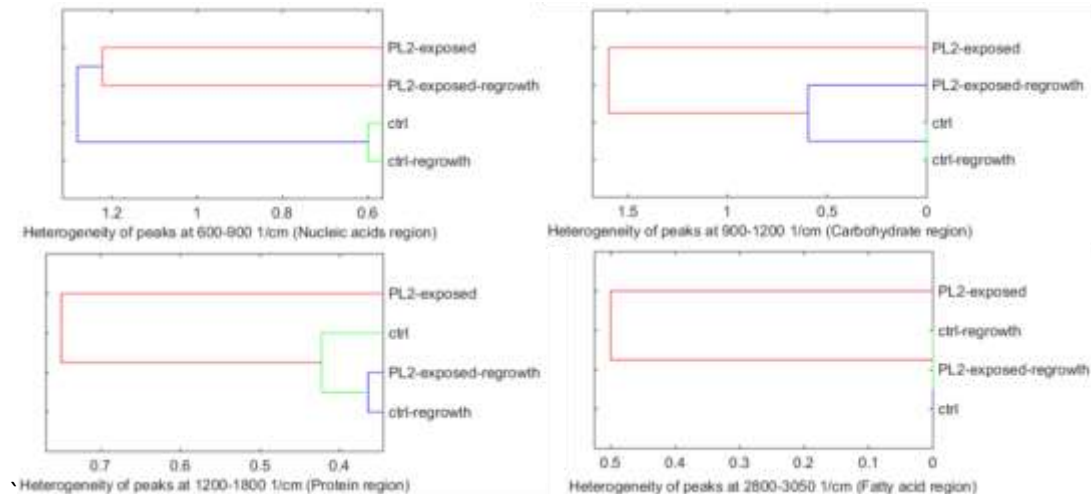 PL2-exposed
PL2-exposed-regrowth
ctrl
ctrl-regrowth
1.2 1 0.8 0.6
Heterogeneity of peaks at 600-900 1/cm (Nucleic acids region)
PL2-exposed
PL2-exposed-regrowth
ctrl
ctrl-regrowth
1.5 1 0.5 0
Heterogeneity of peaks at 900-1200 1/cm (Carbohydrate region)
PL2-exposed
ctrl
PL2-exposed-regrowth
ctrl-regrowth
0.7 0.6 0.5 0.4
Heterogeneity of peaks at 1200-1800 1/cm (Protein region)
PL2-exposed
ctrl-regrowth
PL2-exposed-regrowth
ctrl
0.5 0.4 0.3 0.2 0.1 0
Heterogeneity of peaks at 2800-3050 1/cm (Fatty acid region)